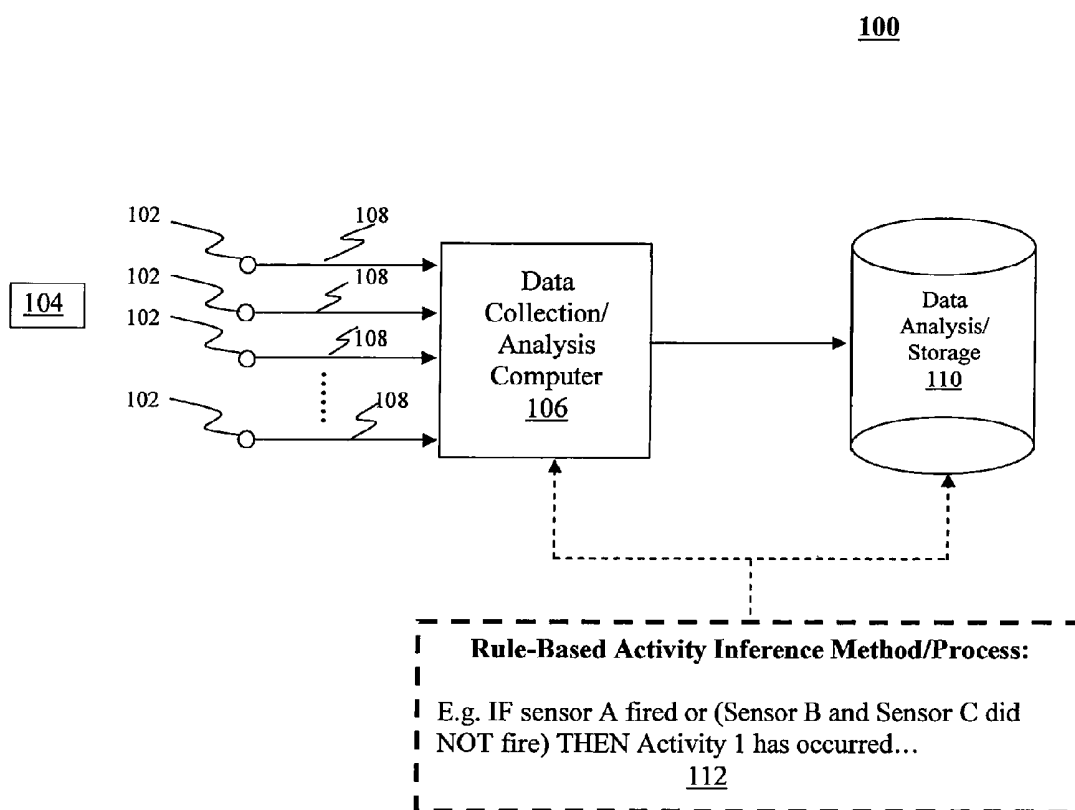 100
102
108
102
108
104
102
108
102
108
Data
Collection/
Analysis
Computer
106
Data
Analysis/
Storage
110
Rule-Based Activity Inference Method/Process:
E.g. IF sensor A fired or (Sensor B and Sensor C did
NOT fire) THEN Activity 1 has occurred…
112